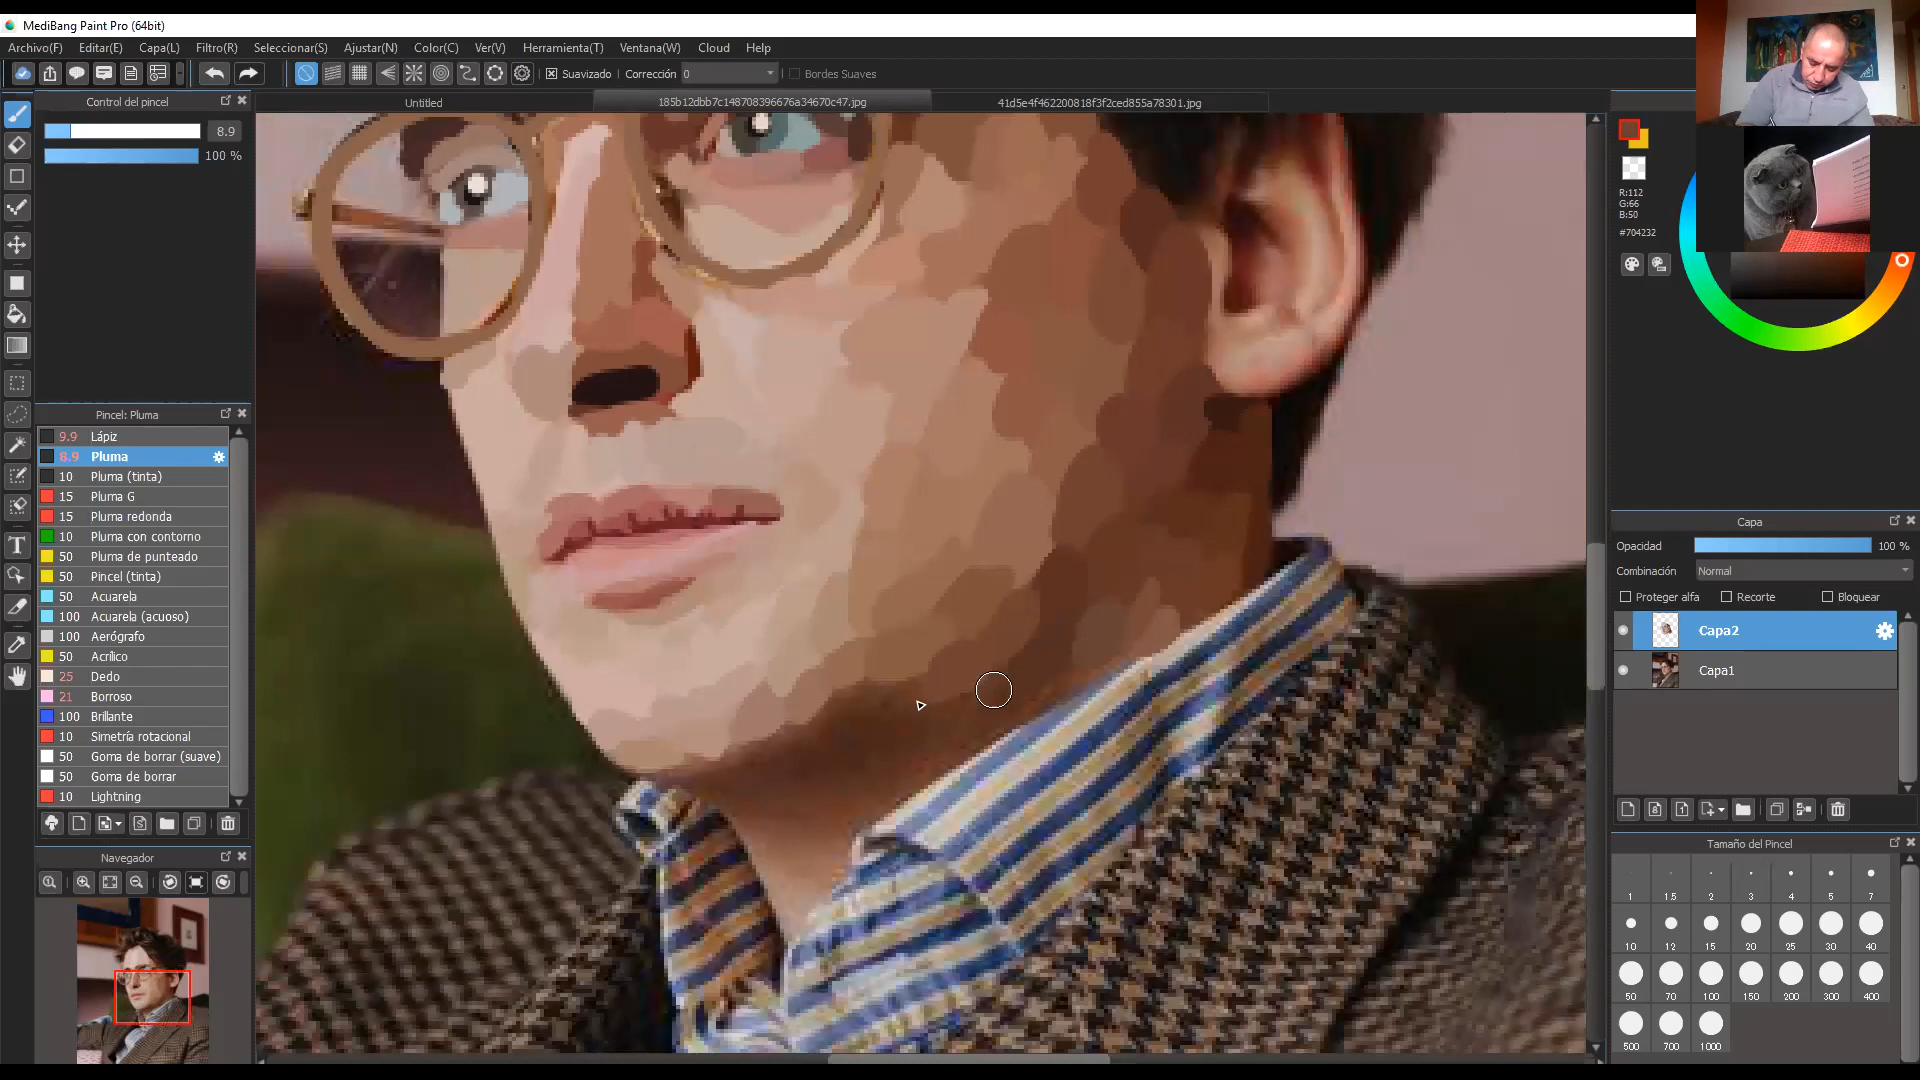 MediBang Paint Pro (64bit)
Archivo(F) Editar(E) Capa(L) Filtro(R) Seleccionar(S) Ajustar(N) Color(C) Ver(V) Herramienta(T) Ventana(W) Cloud Help
Suavizado Corrección 0 Bordes Suaves
Control del pincel
Untitled 185b12dbb7c148708396676a34670c47.jpg 41d5e4f462200818f3f2ced855a78301.jpg
8.9
100 %
R:112
G:66
B:50
#704232
Pincel: Pluma
9.9 Lápiz
8.9 Pluma
10 Pluma (tinta)
15 Pluma G
15 Pluma redonda
10 Pluma con contorno
50 Pluma de punteado
50 Pincel (tinta)
50 Acuarela
100 Acuarela (acuoso)
100 Aerógrafo
50 Acrílico
25 Dedo
21 Borroso
100 Brillante
10 Simetría rotacional
50 Goma de borrar (suave)
50 Goma de borrar
10 Lightning
Navegador
Capa
Opacidad 100 %
Combinación Normal
Proteger alfa Recorte Bloquear
Capa2
Capa1
Tamaño del Pincel
1 1.5 2 3 4 5 7
10 12 15 20 25 30 40
50 70 100 150 200 300 400
500 700 1000